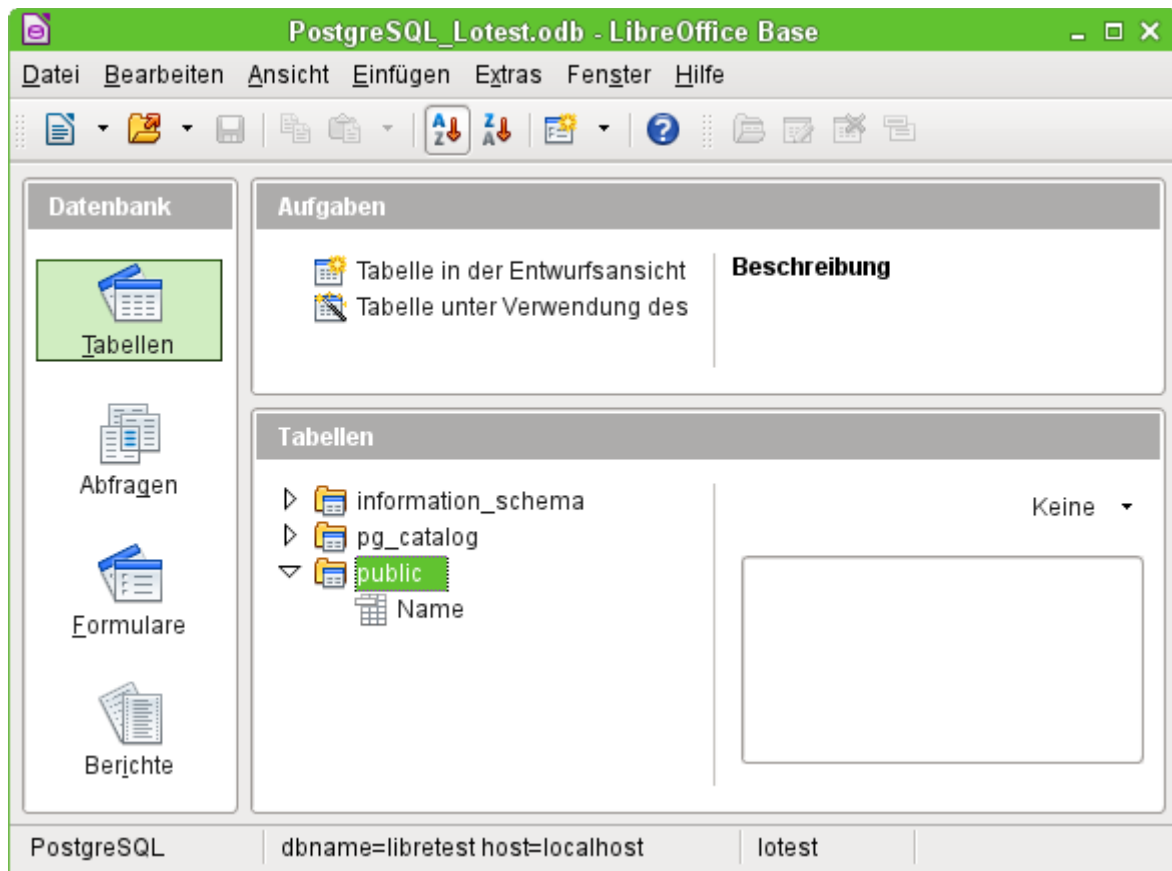 PostgreSQL_Lotest.odb - LibreOffice Base
Datei Bearbeiten Ansicht Einfügen Extras Fenster Hilfe
Datenbank
Tabellen
Abfragen
Formulare
Berichte
Aufgaben
Tabelle in der Entwurfsansicht
Tabelle unter Verwendung des
Beschreibung
Tabellen
information_schema
pg_catalog
public
Name
Keine
PostgreSQL dbname=libretest host=localhost lotest